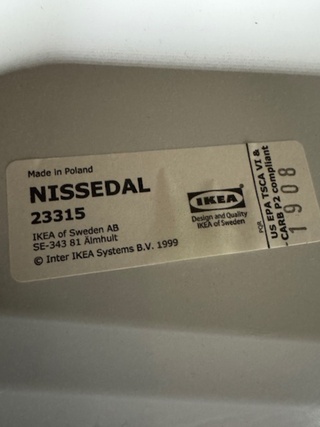 Made in Poland
NISSEDAL
23315
IKEA of Sweden AB
SE-343 81 Älmhult
© Inter IKEA Systems B.V. 1999
IKEA
Design and Quality
IKEA of Sweden
US EPA TSCA VI &
CARB P2 compliant
1908